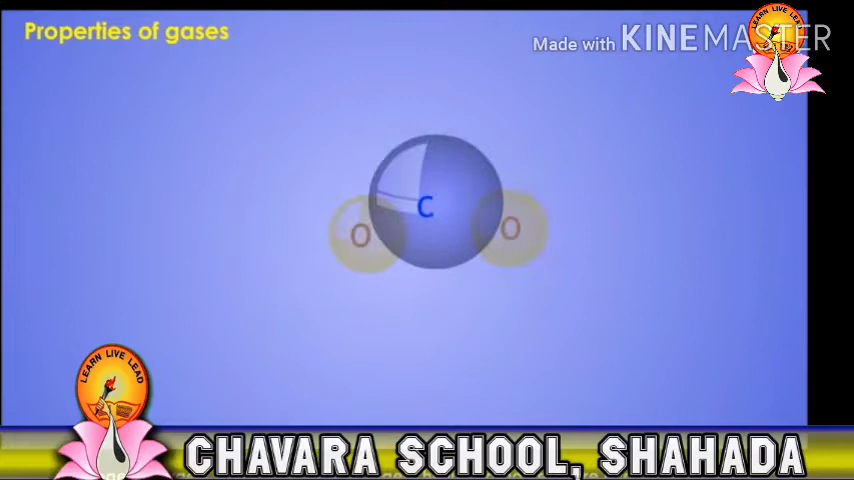 Properties of gases
Made with KINEMASTER
LEARN LIVE LEAD
C
O
O
LEARN LIVE LEAD
CHAVARA SCHOOL, SHAHADA